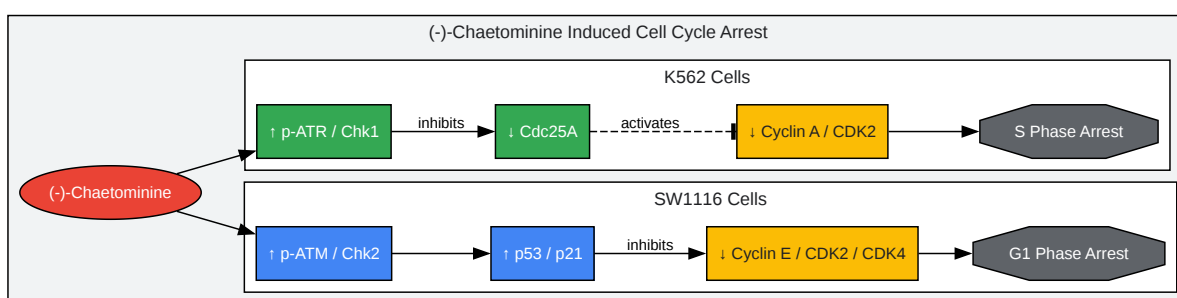 (-)-Chaetominine Induced Cell Cycle Arrest
K562 Cells
↑ p-ATR / Chk1
inhibits
↓ Cdc25A
activates
↓ Cyclin A / CDK2
S Phase Arrest
(-)-Chaetominine
SW1116 Cells
↑ p-ATM / Chk2
↑ p53 / p21
inhibits
↓ Cyclin E / CDK2 / CDK4
G1 Phase Arrest